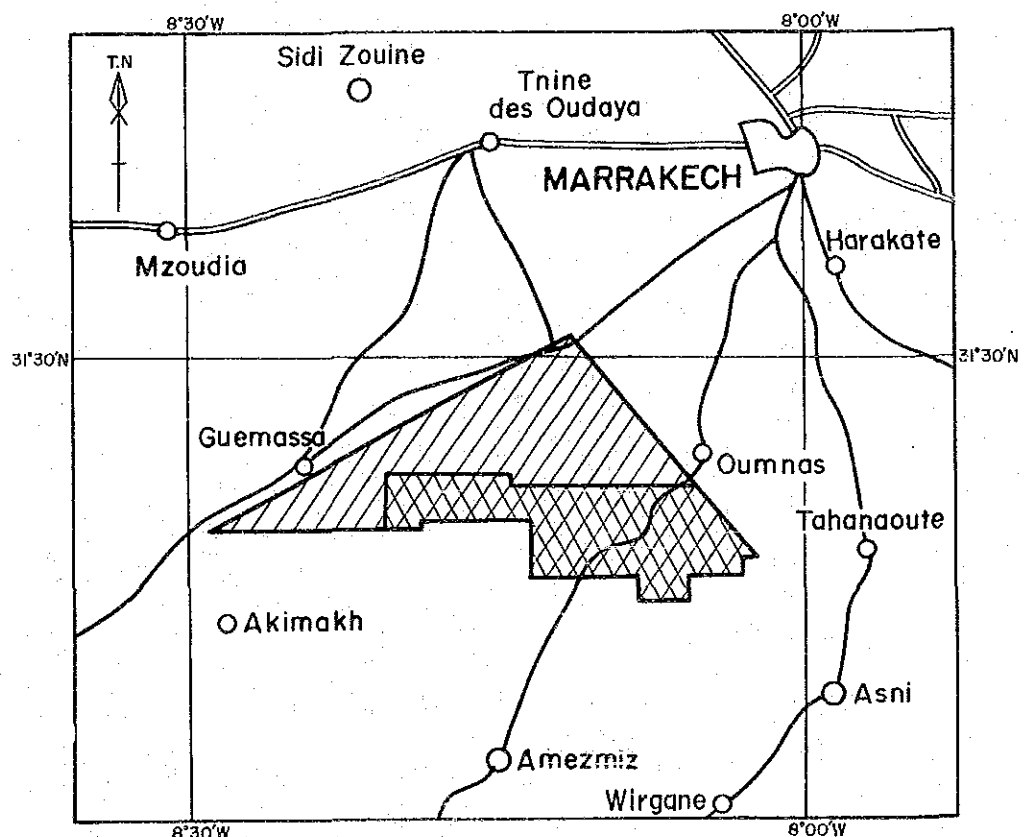 8°30'W
8°00'W
T.N
Sidi Zouine
Tnine
des Oudaya
MARRAKECH
Harakate
Mzoudia
31°30'N
31°30'N
Guemassa
Oumnas
Tahanaoute
Akimakh
Asni
Amezmiz
Wirgane
8°30'W
8°00'W